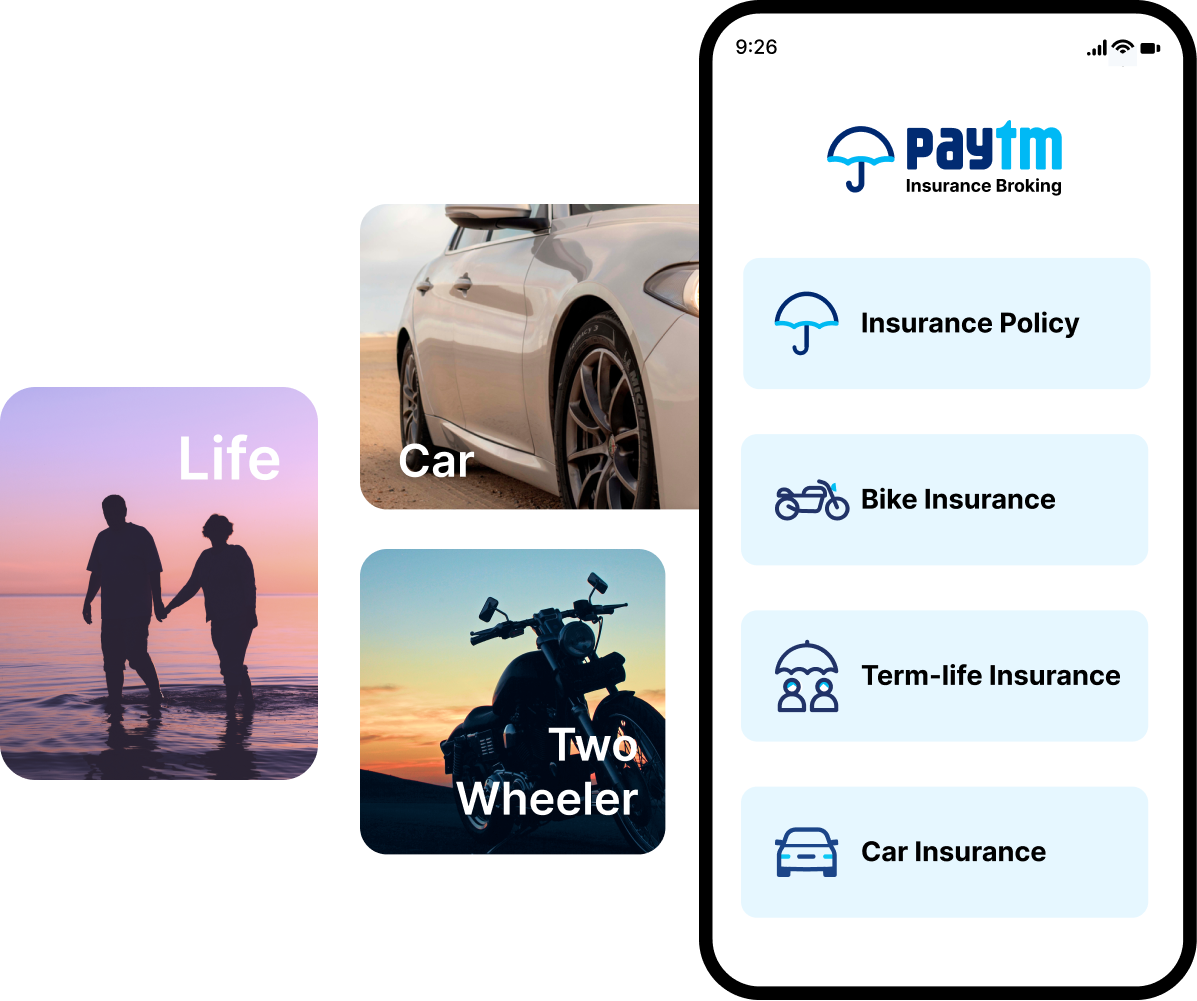 Life
Car
Two
Wheeler
9:26
paytm
Insurance Broking
Insurance Policy
Bike Insurance
Term-life Insurance
Car Insurance